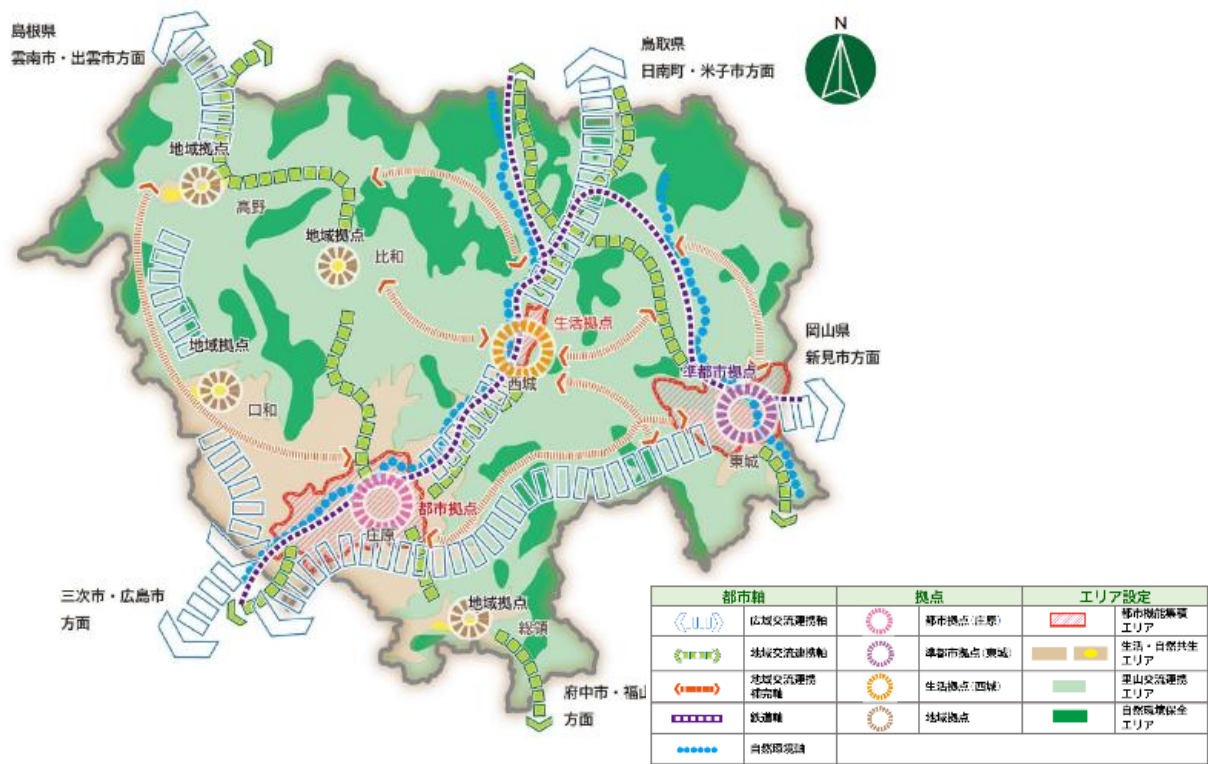 島根県
雲南市・出雲市方面
鳥取県
日南町・米子市方面
N
地域拠点
高野
地域拠点
比和
生活拠点
西城
岡山県
新見市方面
地域拠点
口和
準都市拠点
東城
都市拠点
庄原
三次市・広島市
方面
地域拠点
総領
府中市・福山
方面
都市軸
拠点
エリア設定
広域交流連携軸
都市拠点(庄原)
都市機能集積
エリア
地域交流連携軸
準都市拠点(東城)
生活・自然共生
エリア
地域交流連携
補完軸
生活拠点(西城)
里山交流連携
エリア
鉄道軸
地域拠点
自然環境保全
エリア
自然環境軸